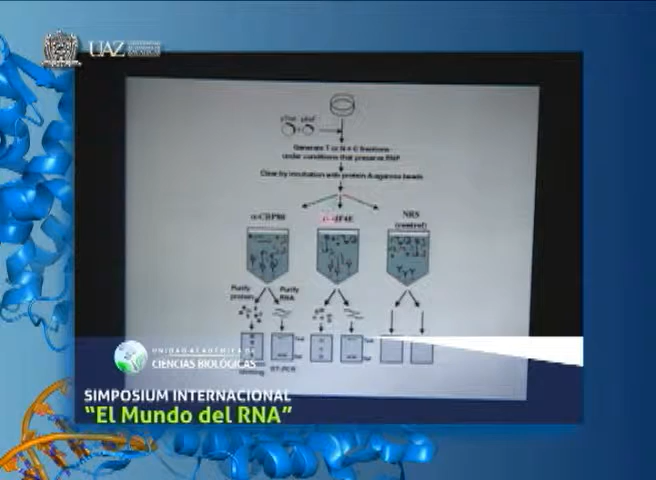 UAZ
Generate T or N + C fractions
under conditions that preserve RNP
Clear by incubation with protein A-agarose beads
α-CBP80
NRS
(control)
Purify
protein
Purify
RNA
RT-PCR
UNIDAD ACADÉMICA DE
CIENCIAS BIOLÓGICAS
SIMPOSIUM INTERNACIONAL
“El Mundo del RNA”